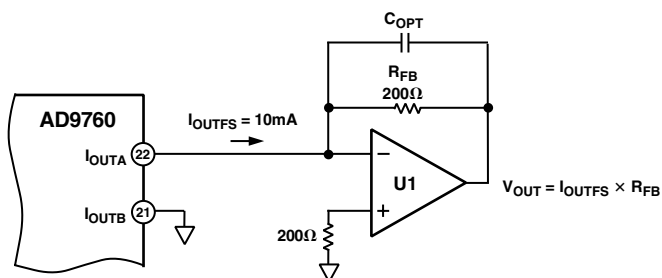 C_OPT
R_FB
200Ω
AD9760
I_OUTFS = 10mA
I_OUTA 22
−
U1
V_OUT = I_OUTFS × R_FB
+
I_OUTB 21
200Ω